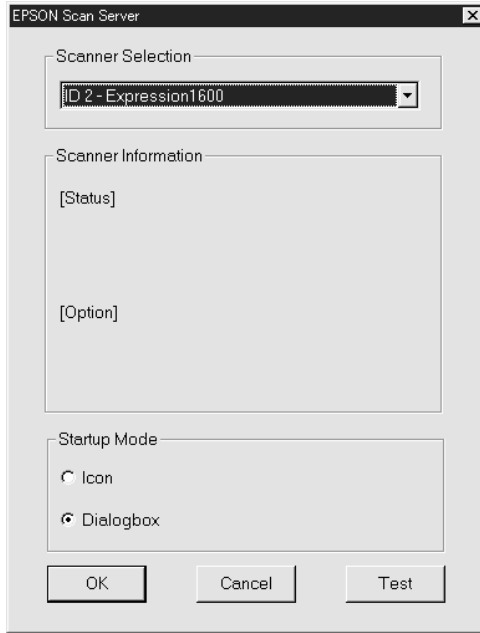 EPSON Scan Server
Scanner Selection
ID 2 - Expression1600
Scanner Information
[Status]
[Option]
Startup Mode
Icon
Dialogbox
OK Cancel Test